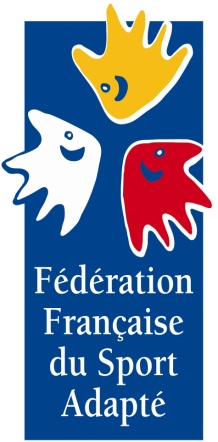 Fédération
Française
du Sport
Adapté